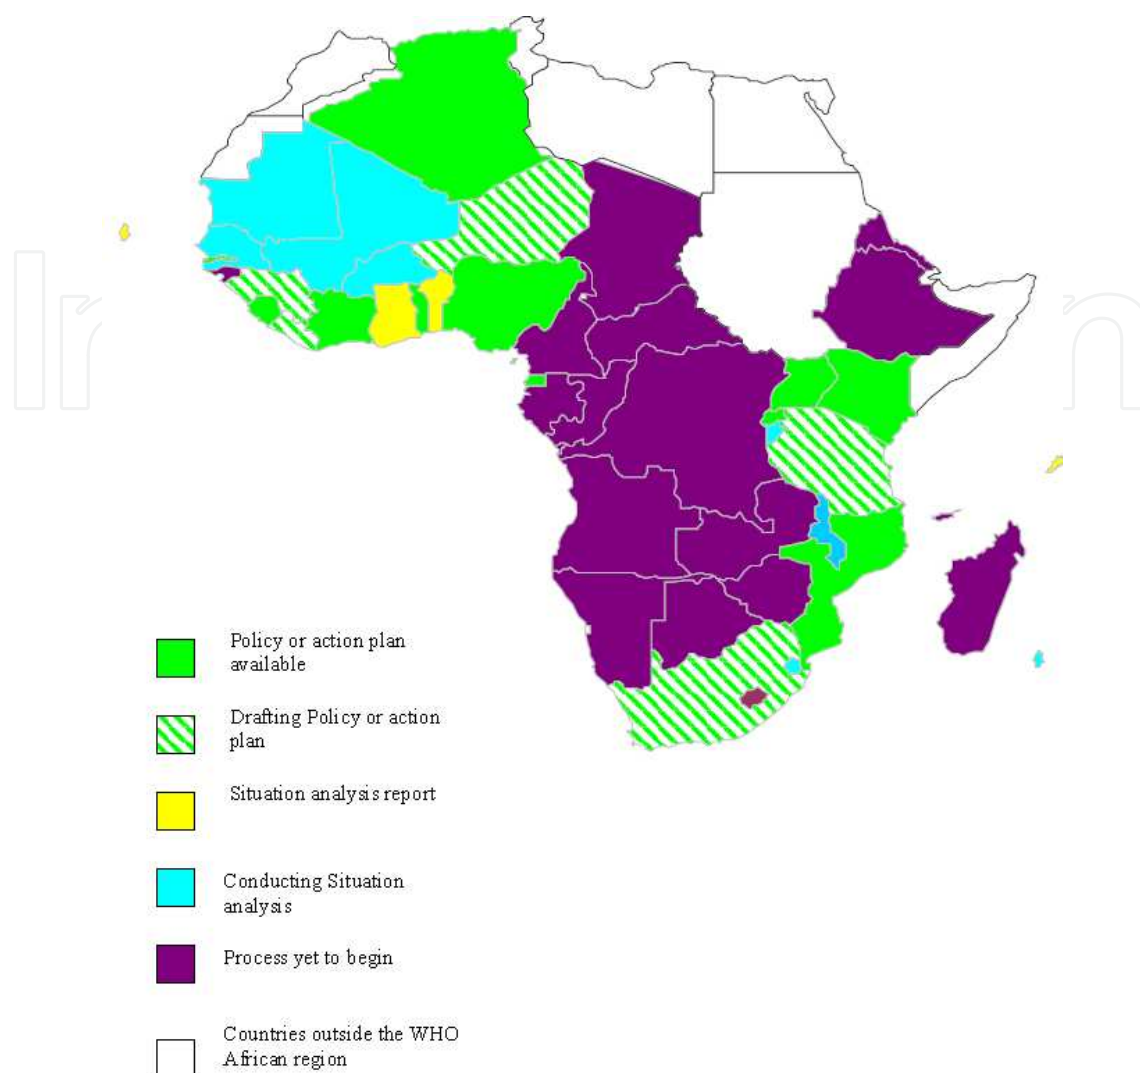 Policy or action plan
available
Drafting Policy or action
plan
Situation analysis report
Conducting Situation
analysis
Process yet to begin
Countries outside the WHO
African region